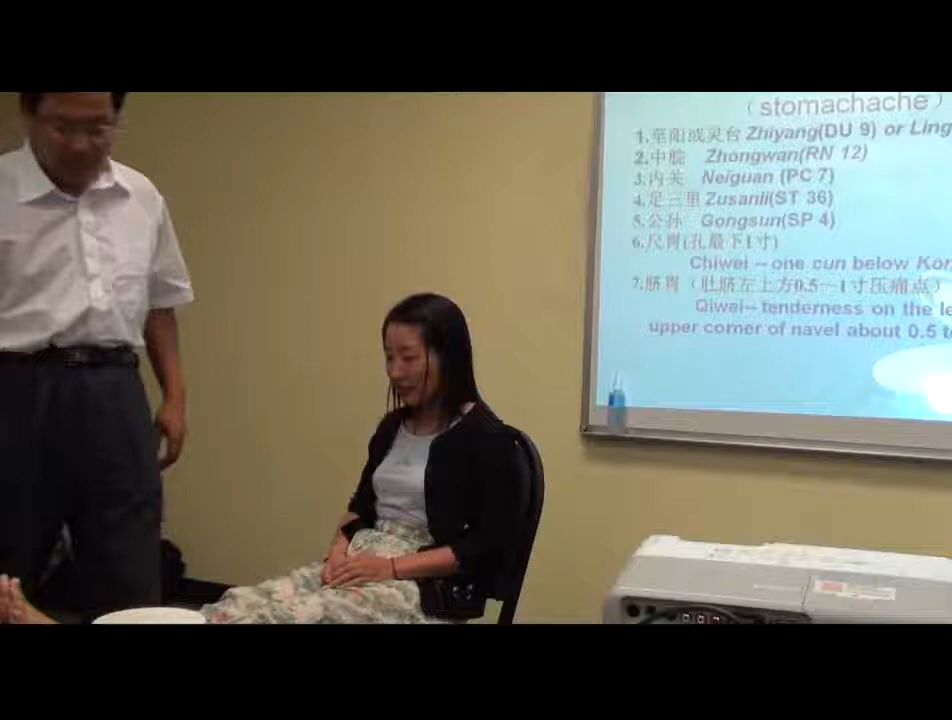 （stomachache）
1.至阳或灵台 Zhiyang(DU 9) or Ling
2.中脘 Zhongwan(RN 12)
3.内关 Neiguan (PC 7)
4.足三里 Zusanli(ST 36)
5.公孙 Gongsun(SP 4)
6.尺胃(孔最下1寸)
Chiwei -- one cun below Kon
7.脐胃（肚脐左上方0.5～1寸压痛点）
Qiwei-- tenderness on the le
upper corner of navel about 0.5 to